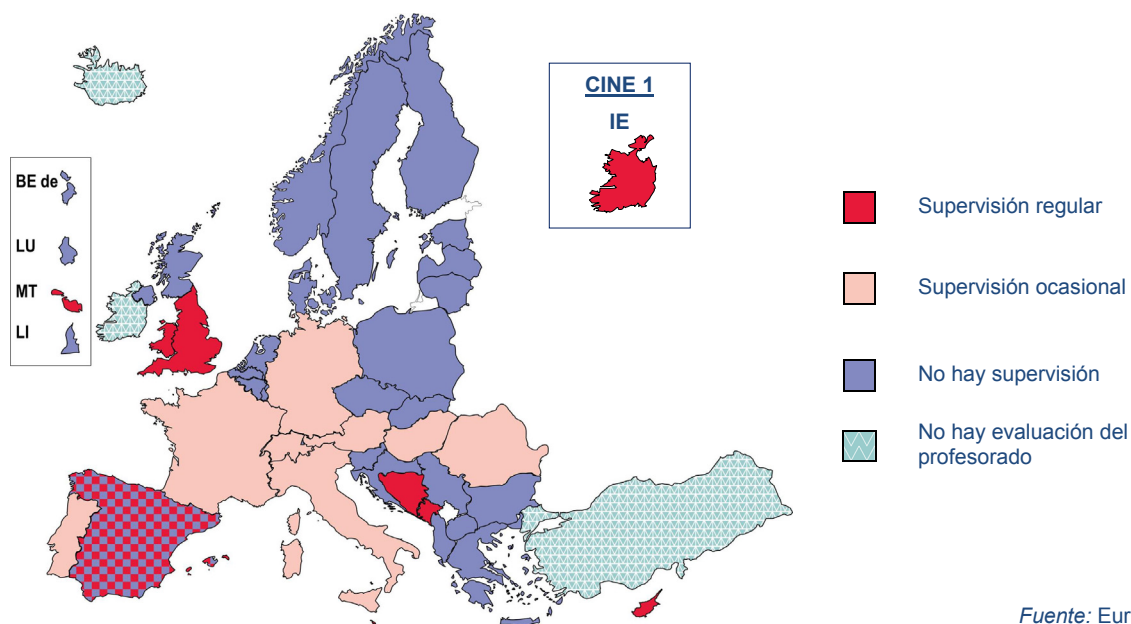 CINE 1
IE
BE de
LU
MT
LI
Supervisión regular
Supervisión ocasional
No hay supervisión
No hay evaluación del
profesorado
Fuente: Eur